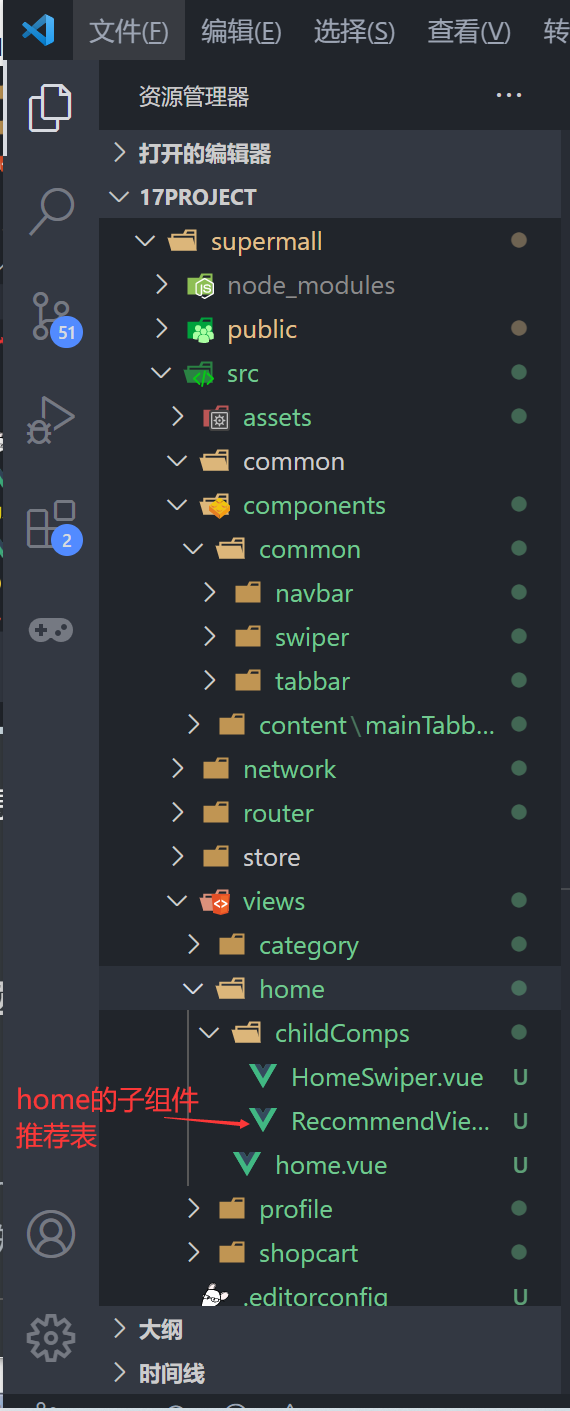 文件(F) 编辑(E) 选择(S) 查看(V) 转
资源管理器 ...
打开的编辑器
17PROJECT
supermall
node_modules
public
src
assets
common
components
common
navbar
swiper
tabbar
content\mainTabb...
network
router
store
views
category
home
childComps
HomeSwiper.vue U
RecommendVie... U
home.vue U
profile
shopcart
.editorconfig U
大纲
时间线
51
2
home的子组件
推荐表